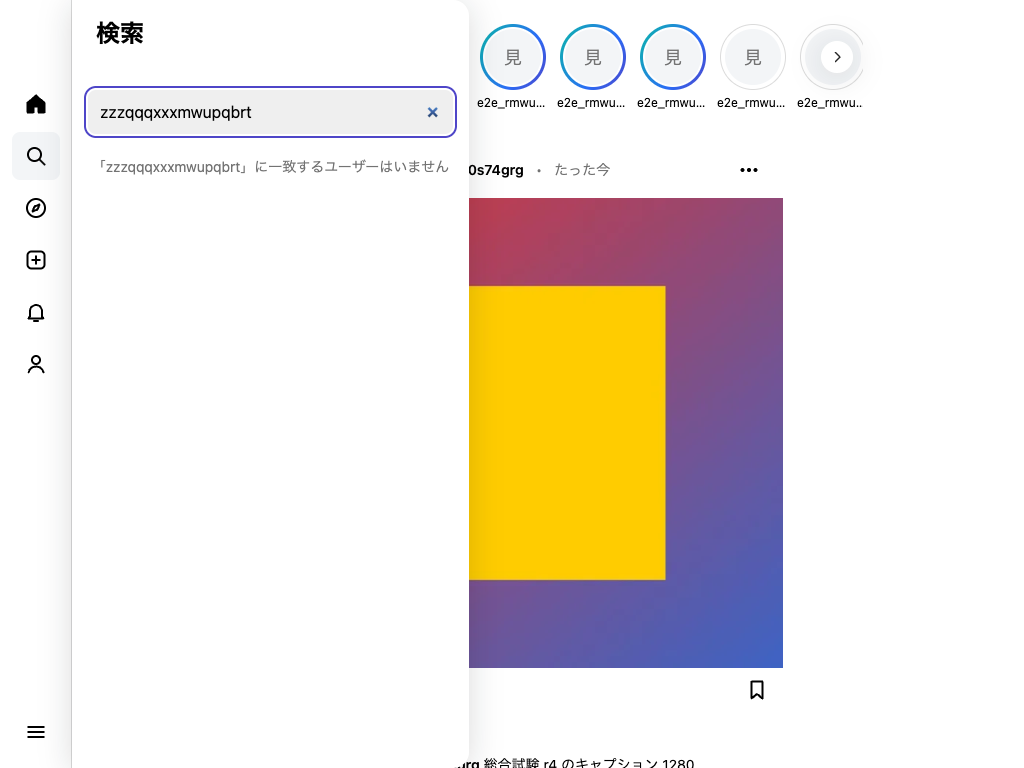 検索
zzzqqqxxxmwupqbrt
「zzzqqqxxxmwupqbrt」に一致するユーザーはいません
見 見 見 見
e2e_rmwu... e2e_rmwu... e2e_rmwu... e2e_rmwu... e2e_rmwu..
0s74grg • たった今
rg 総合試験 r4 のキャプション 1280